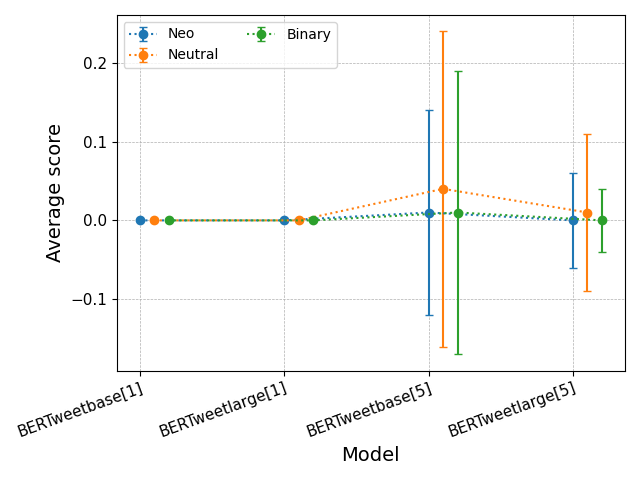 Neo
Neutral
Binary
Average score
0.2
0.1
0.0
−0.1
BERTweetbase[1]
BERTweetlarge[1]
BERTweetbase[5]
BERTweetlarge[5]
Model